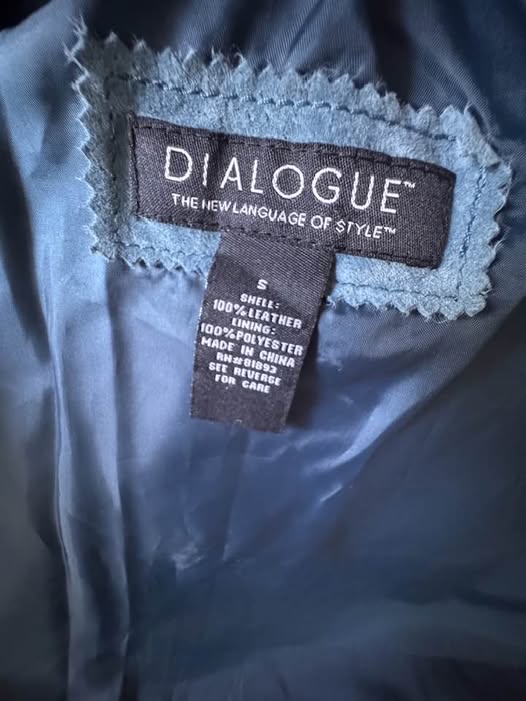 DIALOGUE™
THE NEW LANGUAGE OF STYLE™
S
SHELL:
100% LEATHER
LINING:
100% POLYESTER
MADE IN CHINA
RN#81893
SEE REVERSE
FOR CARE